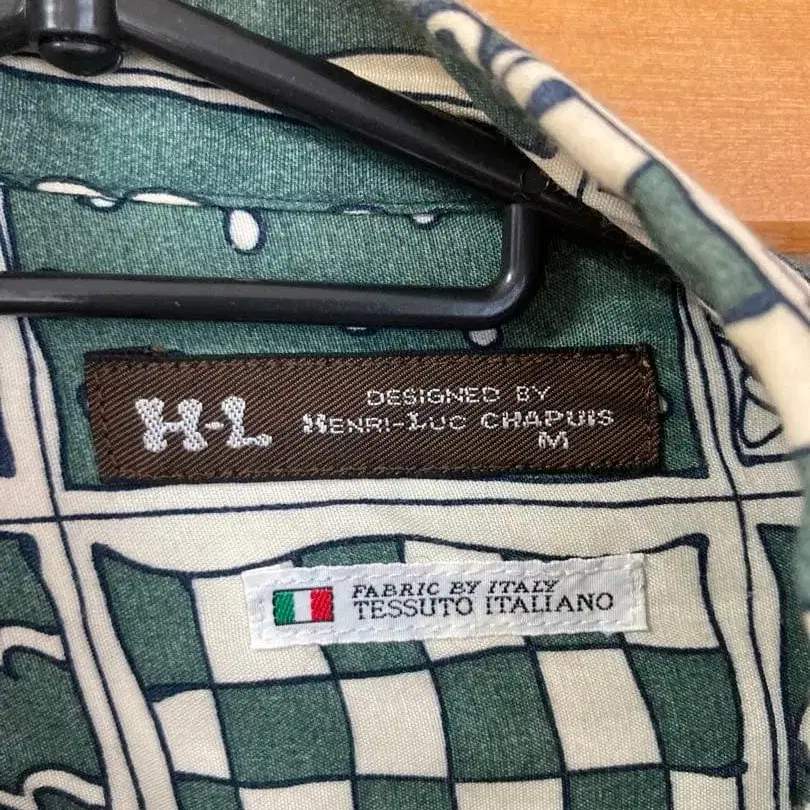 H-L
DESIGNED BY
HENRI-LUC CHAPUIS
M
FABRIC BY ITALY
TESSUTO ITALIANO